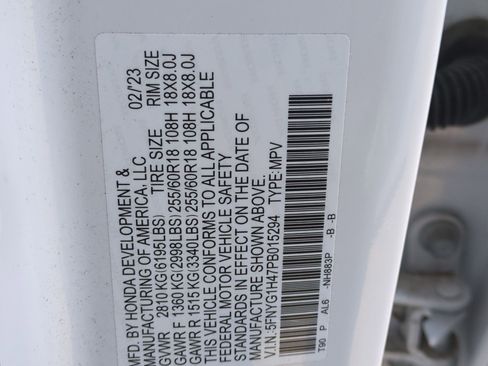 MFD. BY HONDA DEVELOPMENT &
MANUFACTURING OF AMERICA, LLC 02/'23
GVWR 2810 KG(6195LBS) TIRE SIZE RIM SIZE
GAWR F 1360 KG(2998LBS) 255/60R18 108H 18X8.0J
GAWR R 1515 KG(3340LBS) 255/60R18 108H 18X8.0J
THIS VEHICLE CONFORMS TO ALL APPLICABLE
FEDERAL MOTOR VEHICLE SAFETY
STANDARDS IN EFFECT ON THE DATE OF
MANUFACTURE SHOWN ABOVE.
V.I.N.:5FNYG1H47PB015294 TYPE:MPV
T90 P AL6 -NH883P -B -B